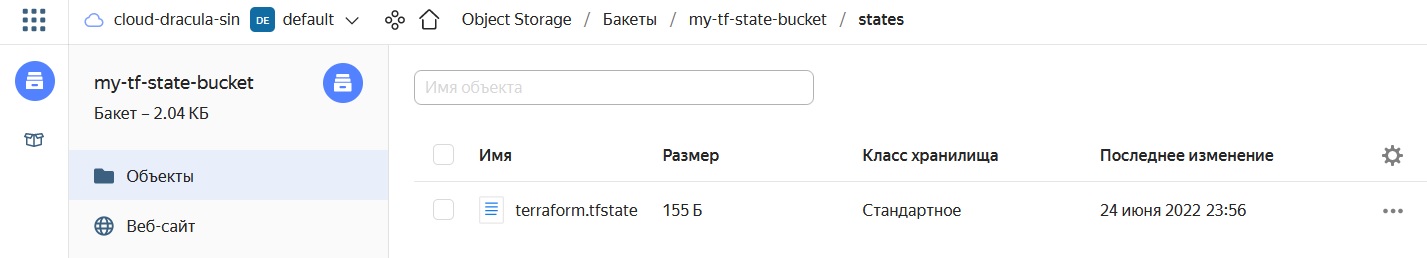 cloud-dracula-sin DE default Object Storage / Бакеты / my-tf-state-bucket / states
my-tf-state-bucket
Бакет – 2.04 КБ
Объекты
Веб-сайт
Имя объекта
Имя Размер Класс хранилища Последнее изменение
terraform.tfstate 155 Б Стандартное 24 июня 2022 23:56